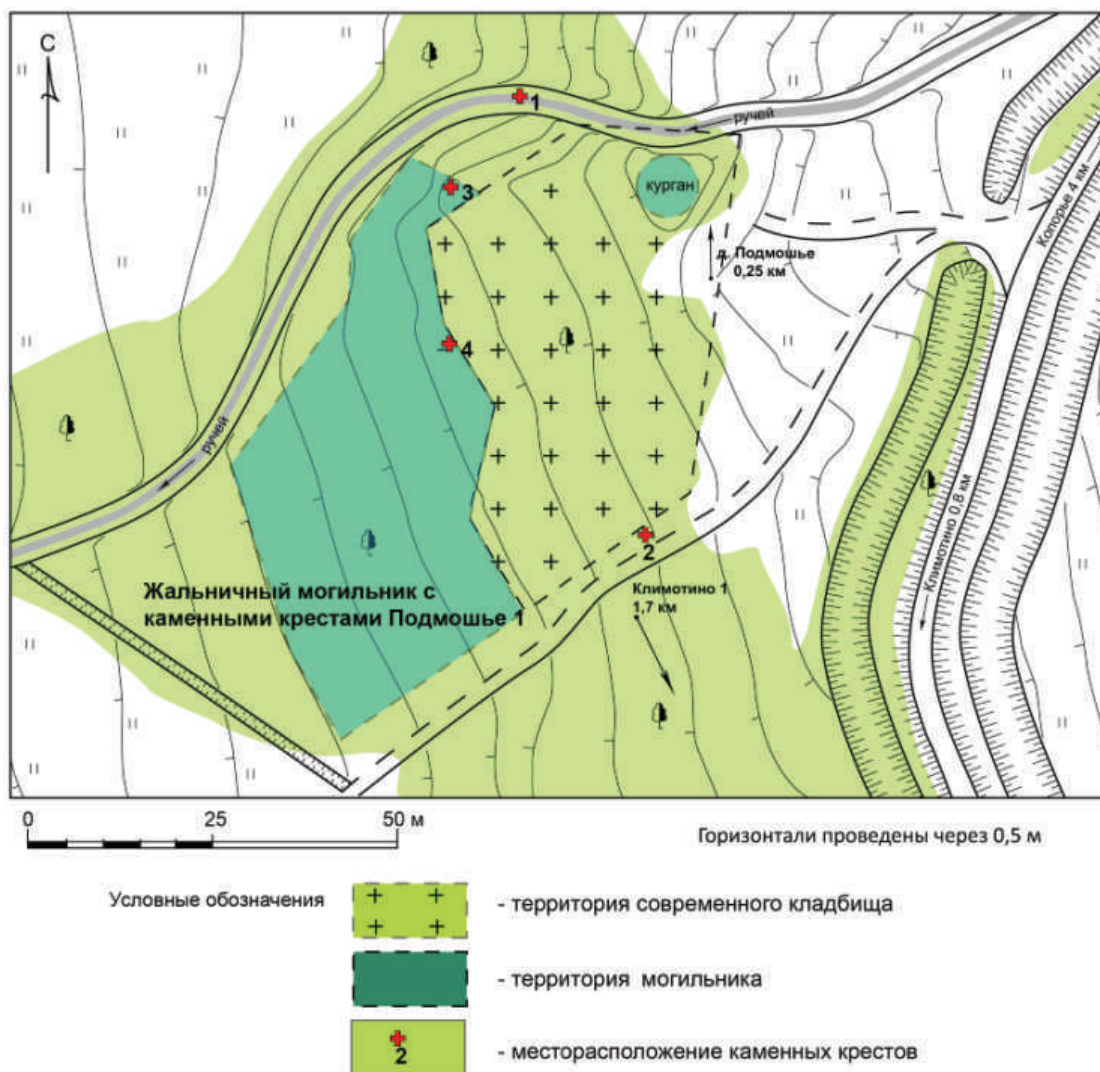 С
1
ручей
3
курган
Копорье 4 км
д. Подмошье
0,25 км
4
ручей
2
Климотино 0,8 км
Климотино 1
1,7 км
Жальничный могильник с
каменными крестами Подмошье 1
0 25 50 м
Горизонтали проведены через 0,5 м
Условные обозначения
- территория современного кладбища
- территория могильника
2
- месторасположение каменных крестов